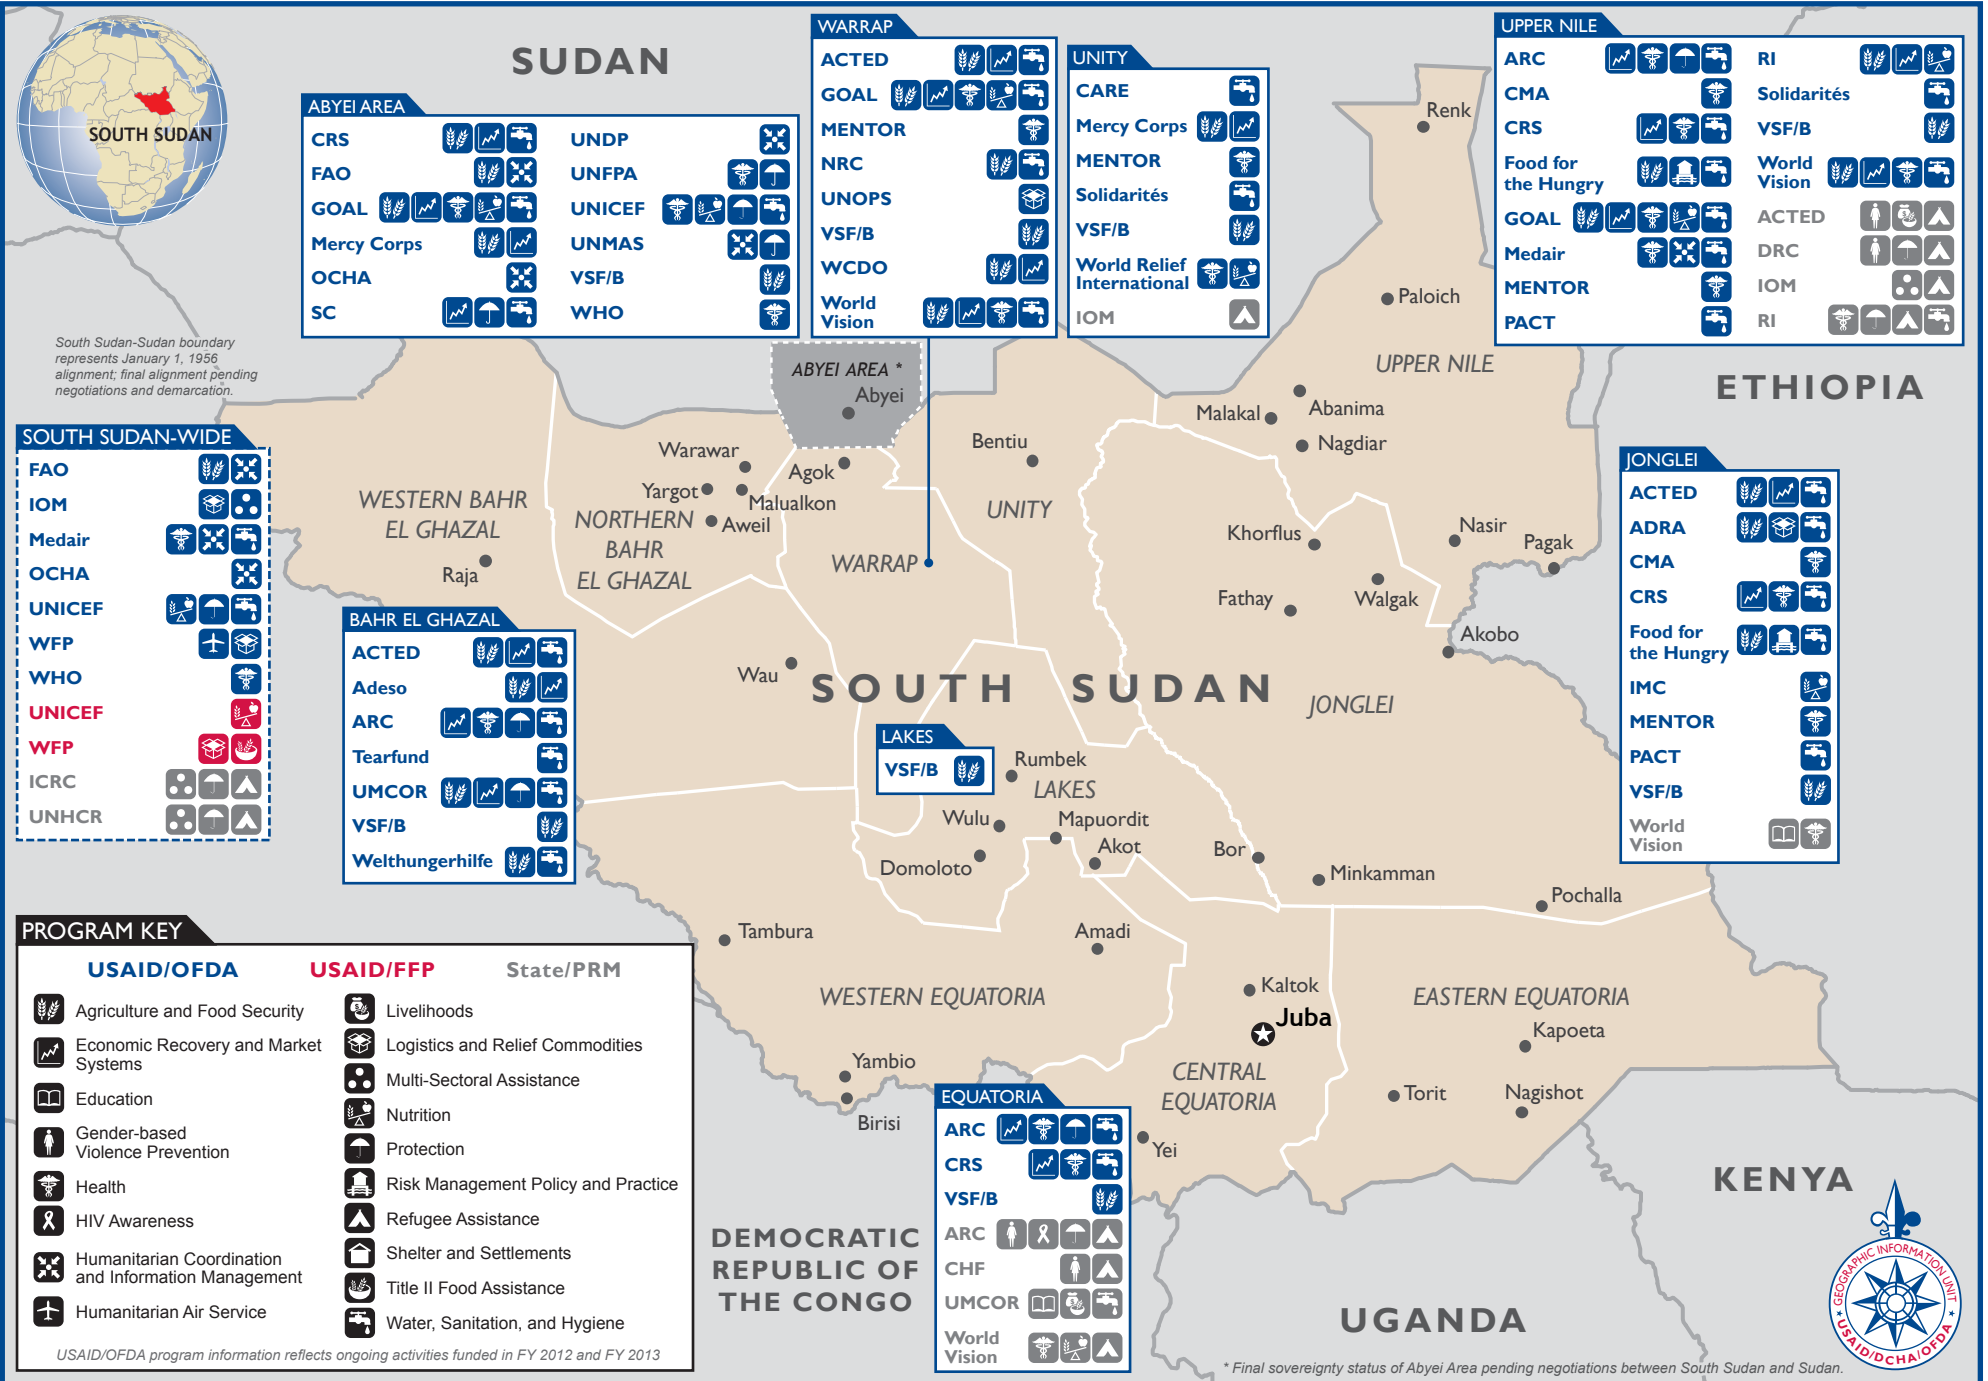 SOUTH SUDAN
SUDAN
ABYEI AREA
CRS
FAO
GOAL
Mercy Corps
OCHA
SC
UNDP
UNFPA
UNICEF
UNMAS
VSF/B
WHO
WARRAP
ACTED
GOAL
MENTOR
NRC
UNOPS
VSF/B
WCDO
World
Vision
UNITY
CARE
Mercy Corps
MENTOR
Solidarités
VSF/B
World Relief
International
IOM
UPPER NILE
ARC
CMA
CRS
Food for
the Hungry
GOAL
Medair
MENTOR
PACT
RI
Solidarités
VSF/B
World
Vision
ACTED
DRC
IOM
RI
South Sudan-Sudan boundary
represents January 1, 1956
alignment; final alignment pending
negotiations and demarcation.
SOUTH SUDAN-WIDE
FAO
IOM
Medair
OCHA
UNICEF
WFP
WHO
UNICEF
WFP
ICRC
UNHCR
BAHR EL GHAZAL
ACTED
Adeso
ARC
Tearfund
UMCOR
VSF/B
Welthungerhilfe
LAKES
VSF/B
JONGLEI
ACTED
ADRA
CMA
CRS
Food for
the Hungry
IMC
MENTOR
PACT
VSF/B
World
Vision
EQUATORIA
ARC
CRS
VSF/B
ARC
CHF
UMCOR
World
Vision
Renk
Paloich
UPPER NILE
ETHIOPIA
ABYEI AREA *
Abyei
Abanima
Malakal
Nagdiar
Bentiu
Warawar
Agok
Yargot
Malualkon
Aweil
WESTERN BAHR
EL GHAZAL
NORTHERN
BAHR
EL GHAZAL
UNITY
WARRAP
Raja
Khorflus
Nasir
Pagak
Fathay
Walgak
Akobo
Wau
SOUTH SUDAN
JONGLEI
Rumbek
LAKES
Wulu
Mapuordit
Akot
Domoloto
Bor
Minkamman
Pochalla
Tambura
Amadi
Kaltok
Juba
WESTERN EQUATORIA
EASTERN EQUATORIA
Kapoeta
Yambio
CENTRAL
EQUATORIA
Torit
Nagishot
Birisi
Yei
KENYA
DEMOCRATIC
REPUBLIC OF
THE CONGO
UGANDA
PROGRAM KEY
USAID/OFDA
USAID/FFP
State/PRM
Agriculture and Food Security
Economic Recovery and Market
Systems
Education
Gender-based
Violence Prevention
Health
HIV Awareness
Humanitarian Coordination
and Information Management
Humanitarian Air Service
Livelihoods
Logistics and Relief Commodities
Multi-Sectoral Assistance
Nutrition
Protection
Risk Management Policy and Practice
Refugee Assistance
Shelter and Settlements
Title II Food Assistance
Water, Sanitation, and Hygiene
USAID/OFDA program information reflects ongoing activities funded in FY 2012 and FY 2013
GEOGRAPHIC INFORMATION UNIT
USAID/DCHA/OFDA
* Final sovereignty status of Abyei Area pending negotiations between South Sudan and Sudan.